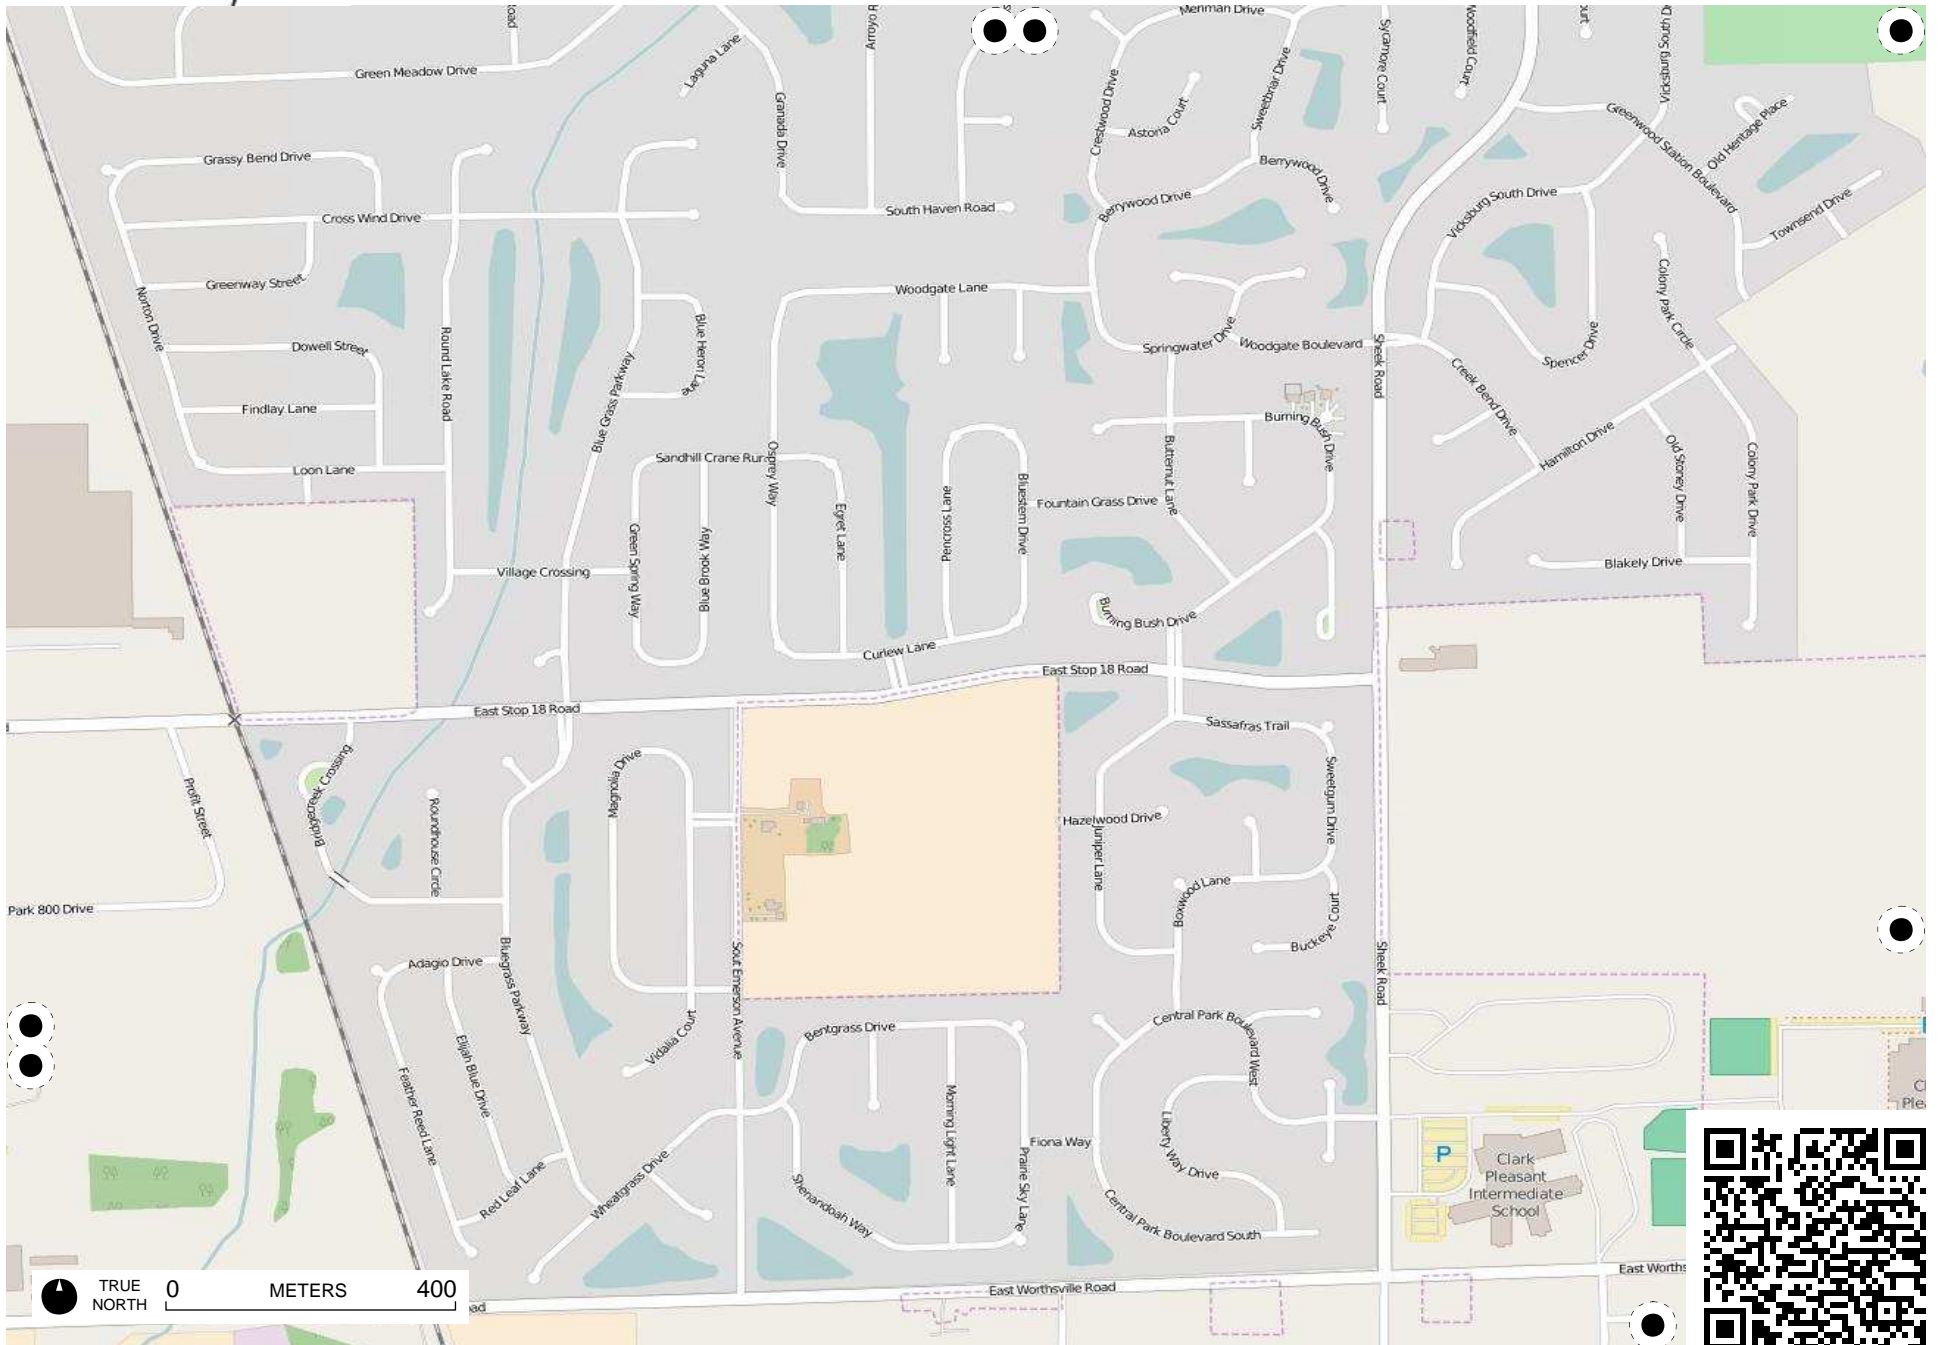 Merriman Drive
Laguna Lane
Green Meadow Drive
Granada Drive
Sycamore Court
Woodfield Court
Crestwood Drive
Astoria Court
Sweetbriar Drive
Greenwood Station Boulevard
Old Heritage Place
Grassy Bend Drive
Berrywood Drive
Berrywood Drive
Vicksburg South Drive
Cross Wind Drive
South Haven Road
Townsend Drive
Greenway Street
Norton Drive
Woodgate Lane
Colony Park Circle
Dowell Street
Round Lake Road
Blue Heron Lane
Blue Grass Parkway
Springwater Drive
Woodgate Boulevard
Sheek Road
Spencer Drive
Creek Bend Drive
Findlay Lane
Burning Bush Drive
Hamilton Drive
Loon Lane
Sandhill Crane Run
Osprey Way
Butternut Lane
Old Stoney Drive
Colony Park Drive
Egret Lane
Pencross Lane
Bluestem Drive
Fountain Grass Drive
Village Crossing
Green Spring Way
Blue Brook Way
Blakely Drive
Burning Bush Drive
Curlew Lane
East Stop 18 Road
East Stop 18 Road
Sassafras Trail
Bridgecreek Crossing
Profit Street
Magnolia Drive
Sweetgum Drive
Roundhouse Circle
Hazelwood Drive
Juniper Lane
Boxwood Lane
Buckeye Court
Park 800 Drive
Adagio Drive
Bluegrass Parkway
Sout Emerson Avenue
Sheek Road
Bentgrass Drive
Central Park Boulevard West
Vidalia Court
Elijah Blue Drive
Feather Reed Lane
Morning Light Lane
Fiona Way
Prairie Sky Lane
Liberty Way Drive
P
Clark
Pleasant
Intermediate
School
Red Leaf Lane
Wheatgrass Drive
Shenandoah Way
Central Park Boulevard South
East Worthsville Road
East Worths
TRUE
NORTH
0 METERS 400